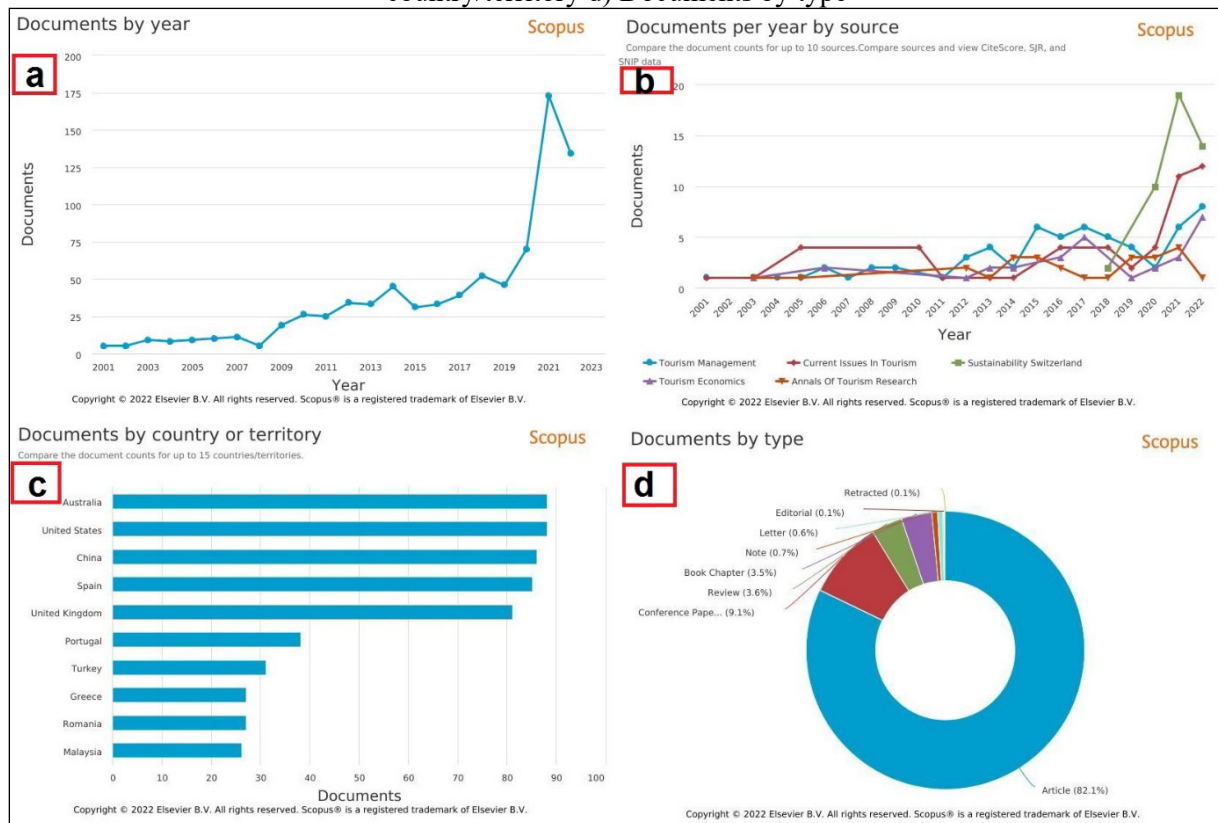 country/territory d) Documents by type
Documents by year
Scopus
a
200
175
150
125
100
75
50
25
0
Documents
2001
2003
2005
2007
2009
2011
2013
2015
2017
2019
2021
2023
Year
Copyright © 2022 Elsevier B.V. All rights reserved. Scopus® is a registered trademark of Elsevier B.V.
Documents per year by source
Scopus
Compare the document counts for up to 10 sources.Compare sources and view CiteScore, SJR, and
SNIP data
b
20
15
10
5
0
Documents
2001
2002
2003
2004
2005
2006
2007
2008
2009
2010
2011
2012
2013
2014
2015
2016
2017
2018
2019
2020
2021
2022
Year
Tourism Management
Current Issues In Tourism
Sustainability Switzerland
Tourism Economics
Annals Of Tourism Research
Copyright © 2022 Elsevier B.V. All rights reserved. Scopus® is a registered trademark of Elsevier B.V.
Documents by country or territory
Scopus
Compare the document counts for up to 15 countries/territories.
c
Australia
United States
China
Spain
United Kingdom
Portugal
Turkey
Greece
Romania
Malaysia
0
10
20
30
40
50
60
70
80
90
100
Documents
Copyright © 2022 Elsevier B.V. All rights reserved. Scopus® is a registered trademark of Elsevier B.V.
Documents by type
Scopus
d
Retracted (0.1%)
Editorial (0.1%)
Letter (0.6%)
Note (0.7%)
Book Chapter (3.5%)
Review (3.6%)
Conference Pape... (9.1%)
Article (82.1%)
Copyright © 2022 Elsevier B.V. All rights reserved. Scopus® is a registered trademark of Elsevier B.V.